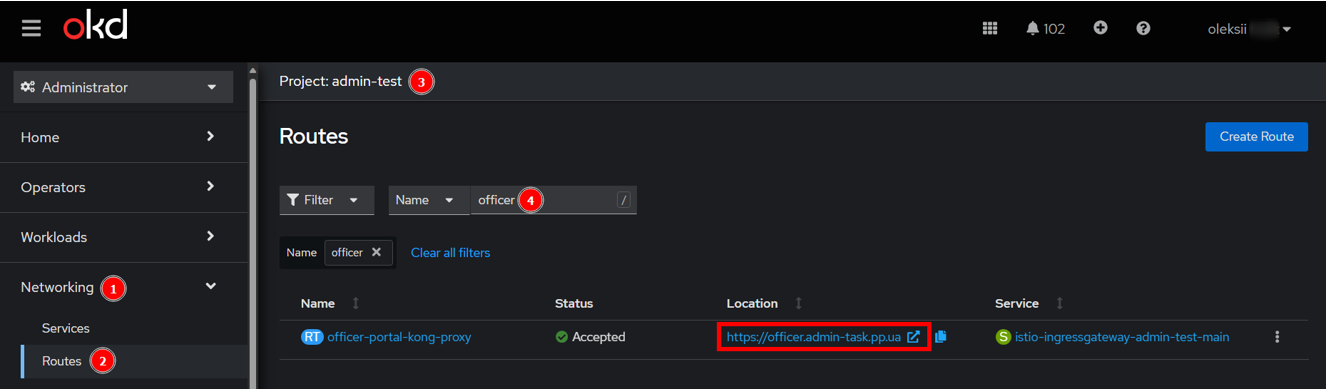 okd
102
oleksii
Administrator
Project: admin-test 3
Home
Operators
Workloads
Networking 1
Services
Routes 2
Routes
Create Route
Filter
Name
officer 4
/
Name officer
Clear all filters
Name Status Location Service
RT officer-portal-kong-proxy Accepted https://officer.admin-task.pp.ua S istio-ingressgateway-admin-test-main